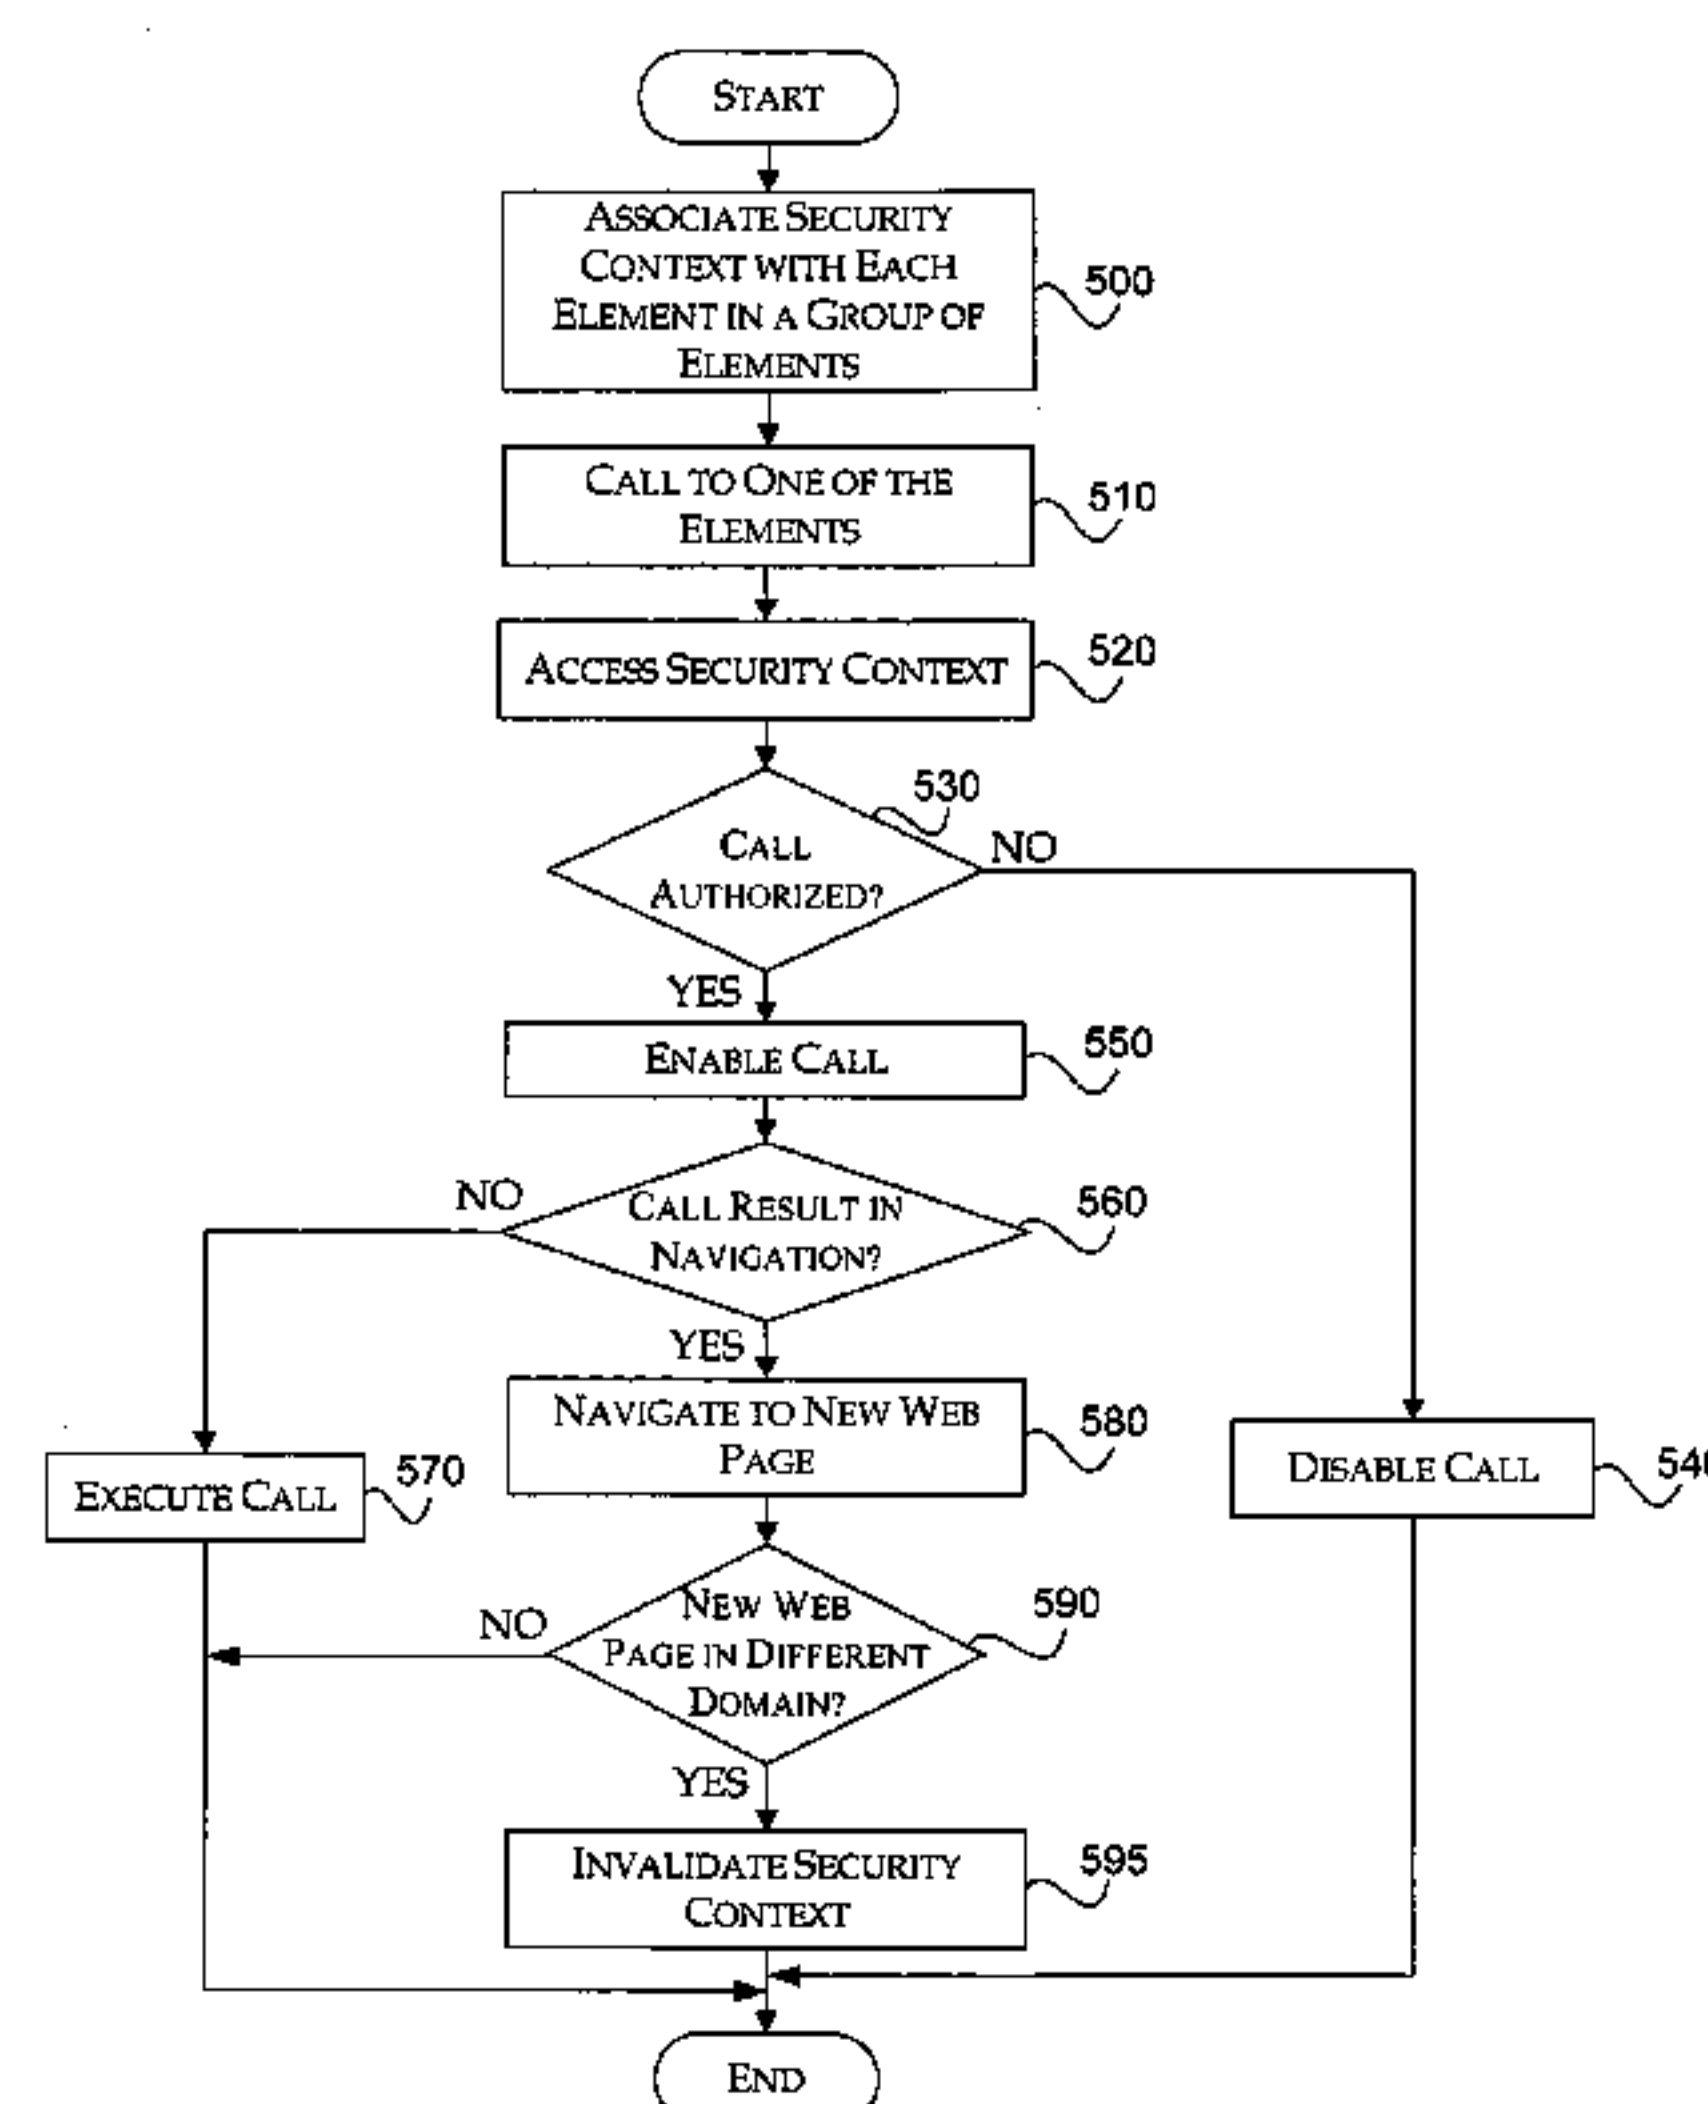 START
ASSOCIATE SECURITY
CONTEXT WITH EACH
ELEMENT IN A GROUP OF
ELEMENTS
500
CALL TO ONE OF THE
ELEMENTS
510
ACCESS SECURITY CONTEXT
520
530
CALL
AUTHORIZED?
NO
YES
ENABLE CALL
550
NO
CALL RESULT IN
NAVIGATION?
560
YES
NAVIGATE TO NEW WEB
PAGE
580
EXECUTE CALL
570
DISABLE CALL
NO
NEW WEB
PAGE IN DIFFERENT
DOMAIN?
590
YES
INVALIDATE SECURITY
CONTEXT
595
END